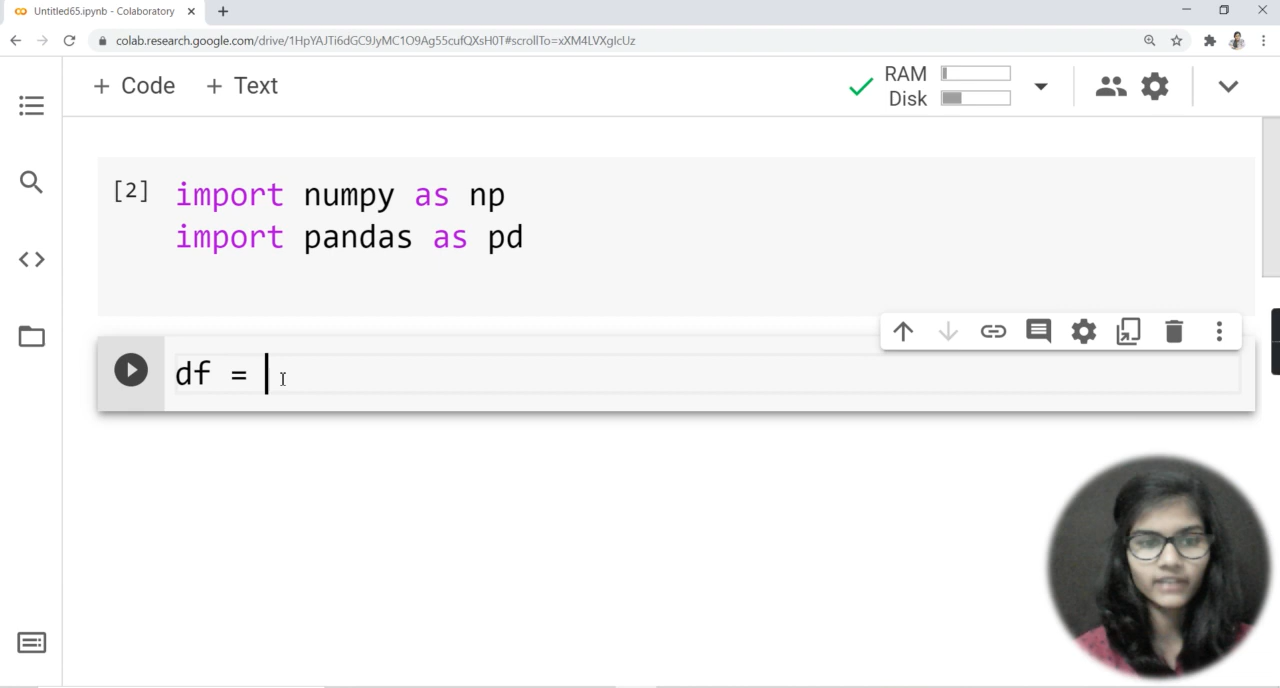 Untitled65.ipynb - Colaboratory
colab.research.google.com/drive/1HpYAJTi6dGC9JyMC1O9Ag55cufQXsH0T#scrollTo=xXM4LVXgIcUz
+ Code + Text
RAM
Disk
[2] import numpy as np
import pandas as pd
df =